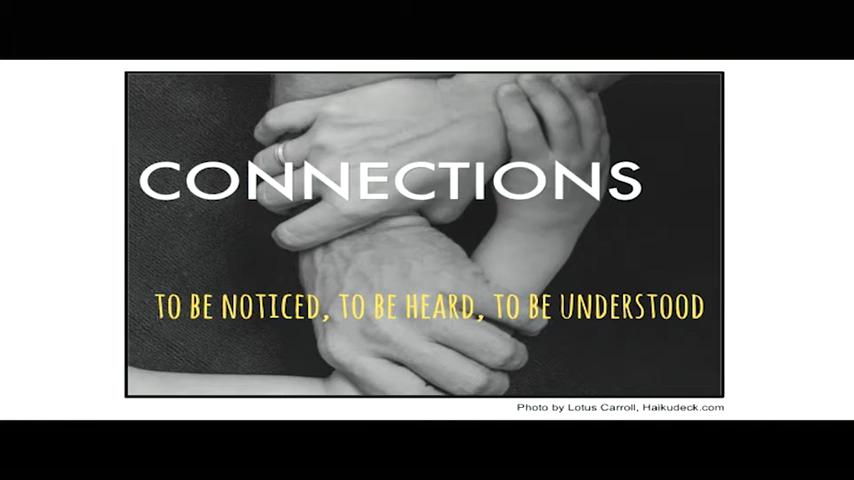 CONNECTIONS
TO BE NOTICED, TO BE HEARD, TO BE UNDERSTOOD
Photo by Lotus Carroll, Haikudeck.com